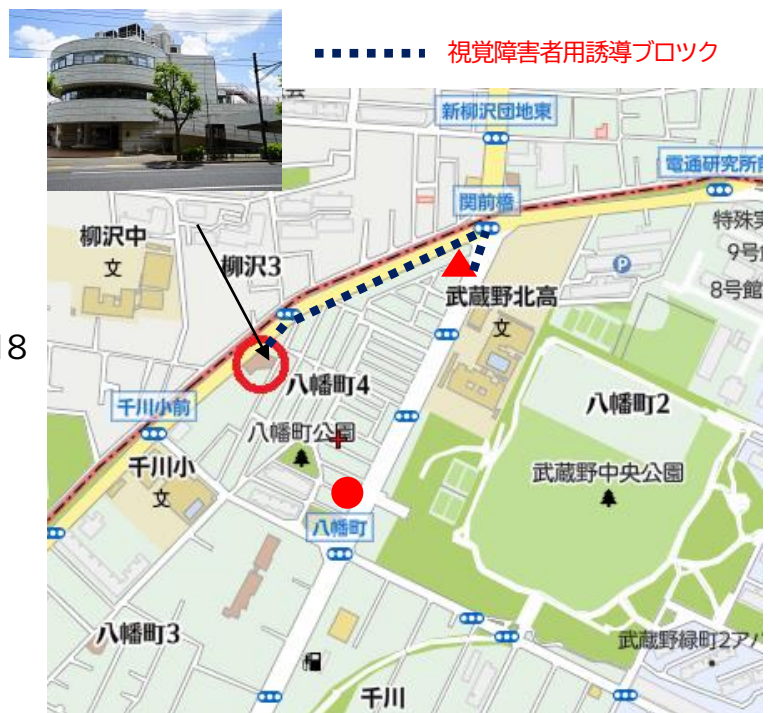 視覚障害者用誘導ブロツク
新柳沢団地東
電通研究所前
関前橋
柳沢中
文
柳沢3
特殊実
9号館
8号館
武蔵野北高
文
18
八幡町4
八幡町2
千川小前
八幡町公園
千川小
文
武蔵野中央公園
八幡町
八幡町3
武蔵野緑町2アパ
千川